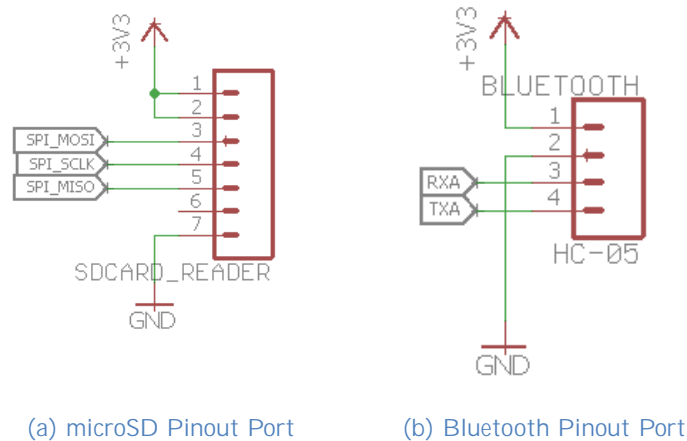 +3V3
1
2
SPI_MOSI 3
SPI_SCLK 4
SPI_MISO 5
6
7
SDCARD_READER
GND
(a) microSD Pinout Port
+3V3
BLUETOOTH
1
2
RXA 3
TXA 4
HC-05
GND
(b) Bluetooth Pinout Port